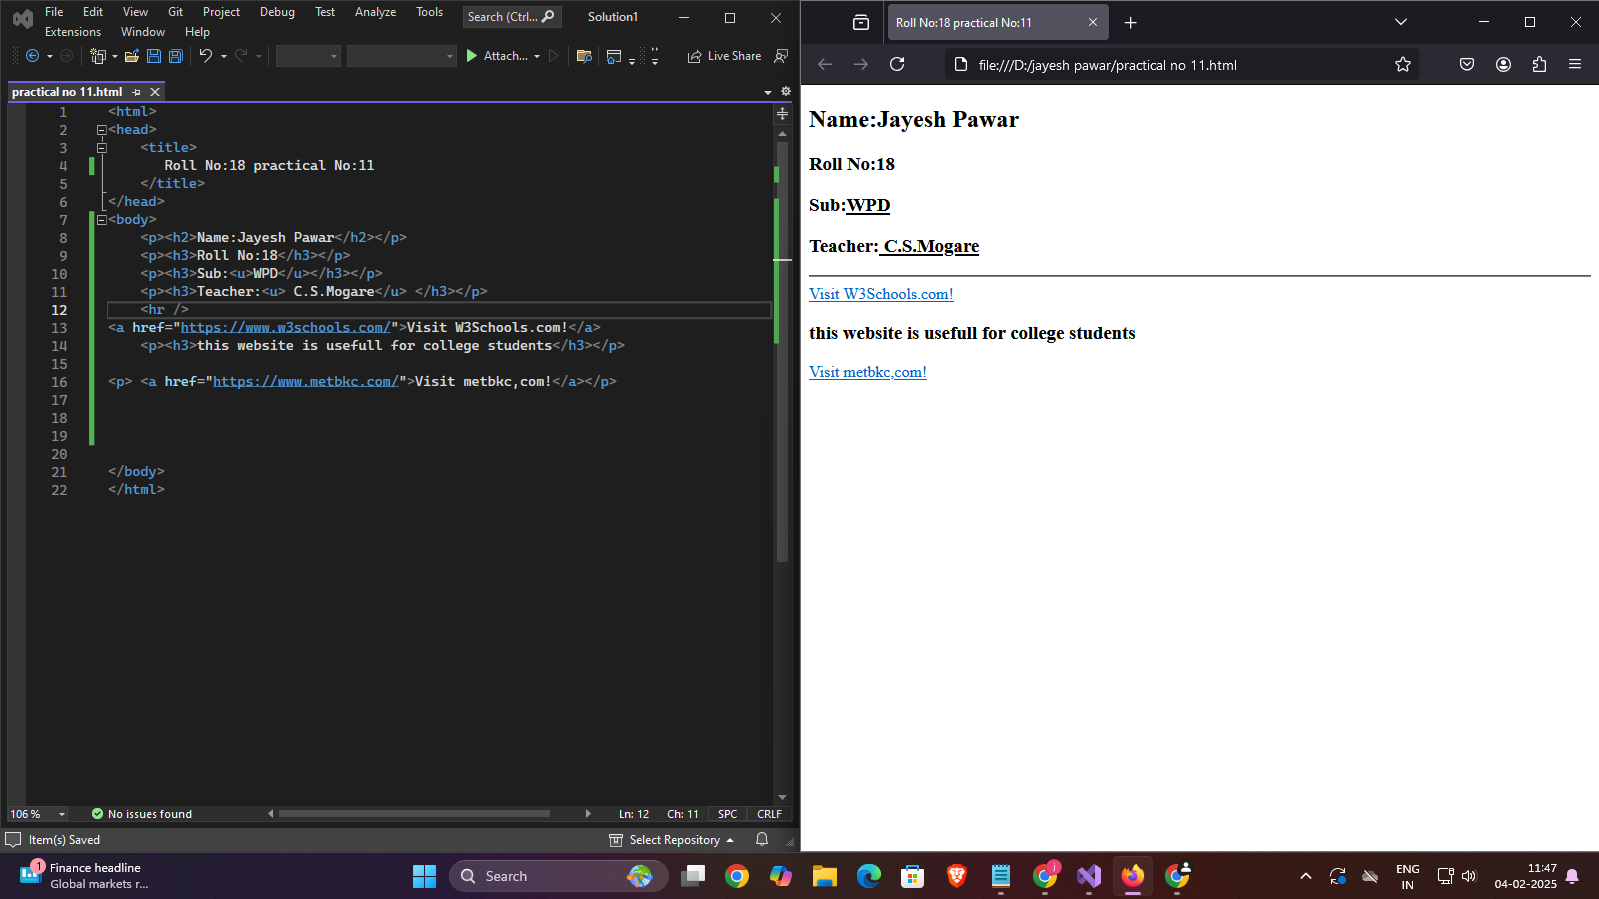 File Edit View Git Project Debug Test Analyze Tools Search (Ctrl... Solution1
Extensions Window Help
Attach... Live Share
practical no 11.html
1 <html>
2 <head>
3 <title>
4 Roll No:18 practical No:11
5 </title>
6 </head>
7 <body>
8 <p><h2>Name:Jayesh Pawar</h2></p>
9 <p><h3>Roll No:18</h3></p>
10 <p><h3>Sub:<u>WPD</u></h3></p>
11 <p><h3>Teacher:<u> C.S.Mogare</u> </h3></p>
12 <hr />
13 <a href="https://www.w3schools.com/">Visit W3Schools.com!</a>
14 <p><h3>this website is usefull for college students</h3></p>
15
16 <p> <a href="https://www.metbkc.com/">Visit metbkc,com!</a></p>
17
18
19
20
21 </body>
22 </html>
106 % No issues found Ln: 12 Ch: 11 SPC CRLF
Item(s) Saved Select Repository
Roll No:18 practical No:11
file:///D:/jayesh pawar/practical no 11.html
Name:Jayesh Pawar
Roll No:18
Sub:WPD
Teacher: C.S.Mogare
Visit W3Schools.com!
this website is usefull for college students
Visit metbkc,com!
1
Finance headline
Global markets r...
Search
j
ENG
IN
11:47
04-02-2025